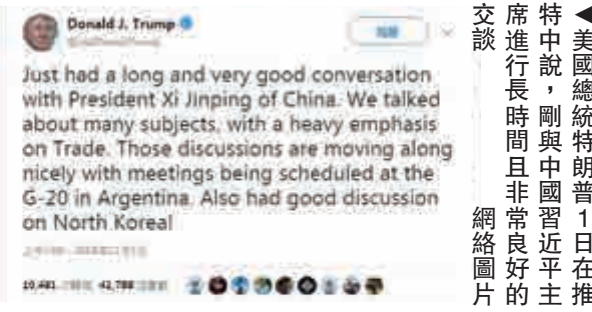 Donald J. Trump
Just had a long and very good conversation
with President Xi Jinping of China. We talked
about many subjects, with a heavy emphasis
on Trade. Those discussions are moving along
nicely with meetings being scheduled at the
G-20 in Argentina. Also had good discussion
on North Korea!
◀美國總統特朗普1日在推
特中說，剛與中國習近平主
席進行長時間且非常良好的
交談
網絡圖片